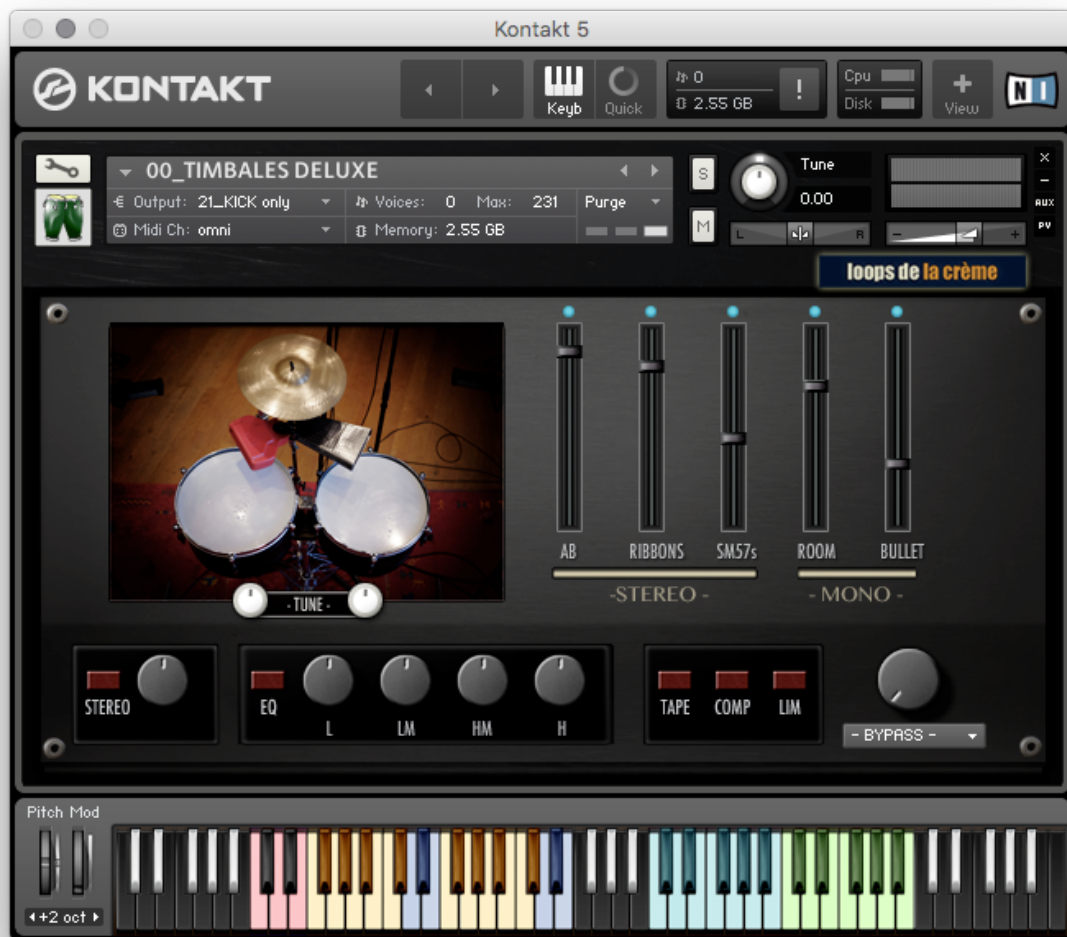 Kontakt 5
KONTAKT
Keyb
Quick
0
2.55 GB
!
Cpu
Disk
+
View
NI
00_TIMBALES DELUXE
Output: 21_KICK only
Voices: 0 Max: 231
Purge
Midi Ch: omni
Memory: 2.55 GB
S
M
Tune
0.00
L
R
-
+
×
-
AUX
PV
loops de la crème
AB
RIBBONS
SM57s
ROOM
BULLET
-STEREO -
- MONO -
- TUNE -
STEREO
EQ
L
LM
HM
H
TAPE
COMP
LIM
- BYPASS -
Pitch Mod
+2 oct